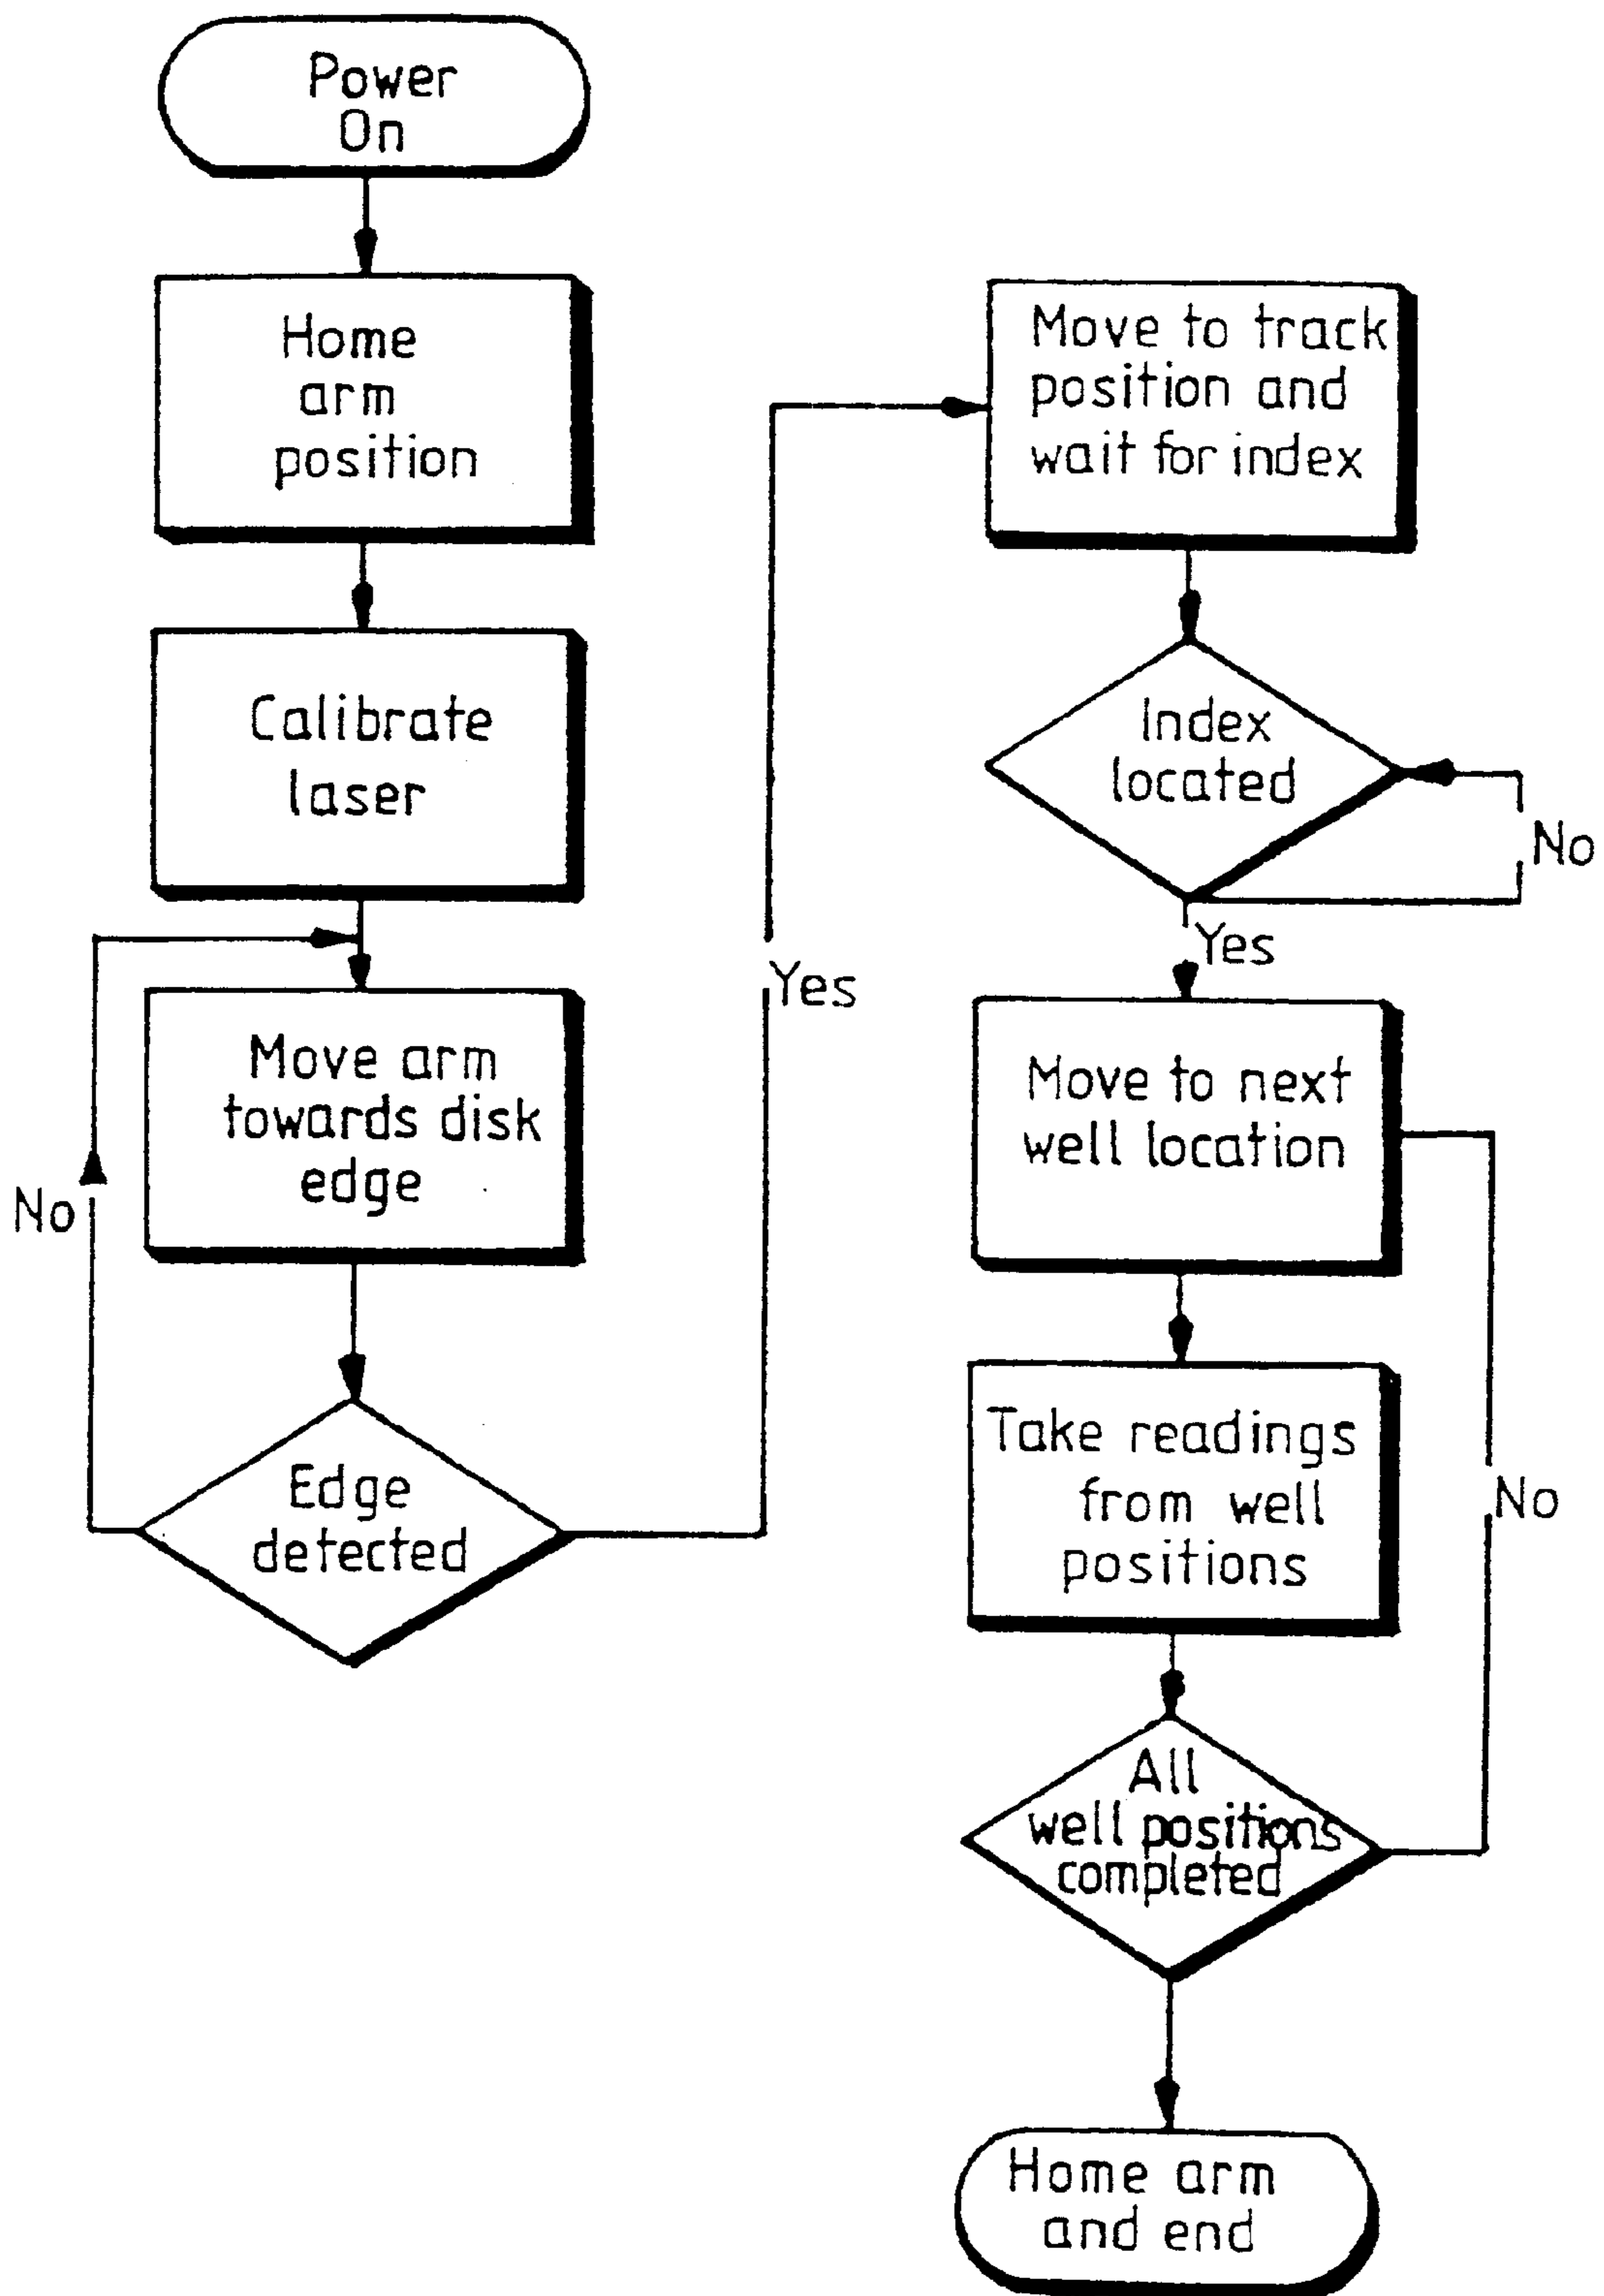 Power
On
Home
arm
position
Calibrate
laser
Move arm
towards disk
edge
No
Edge
detected
Yes
Move to track
position and
wait for index
Index
located
No
Yes
Move to next
well location
Take readings
from well
positions
No
All
well positions
completed
Home arm
and end